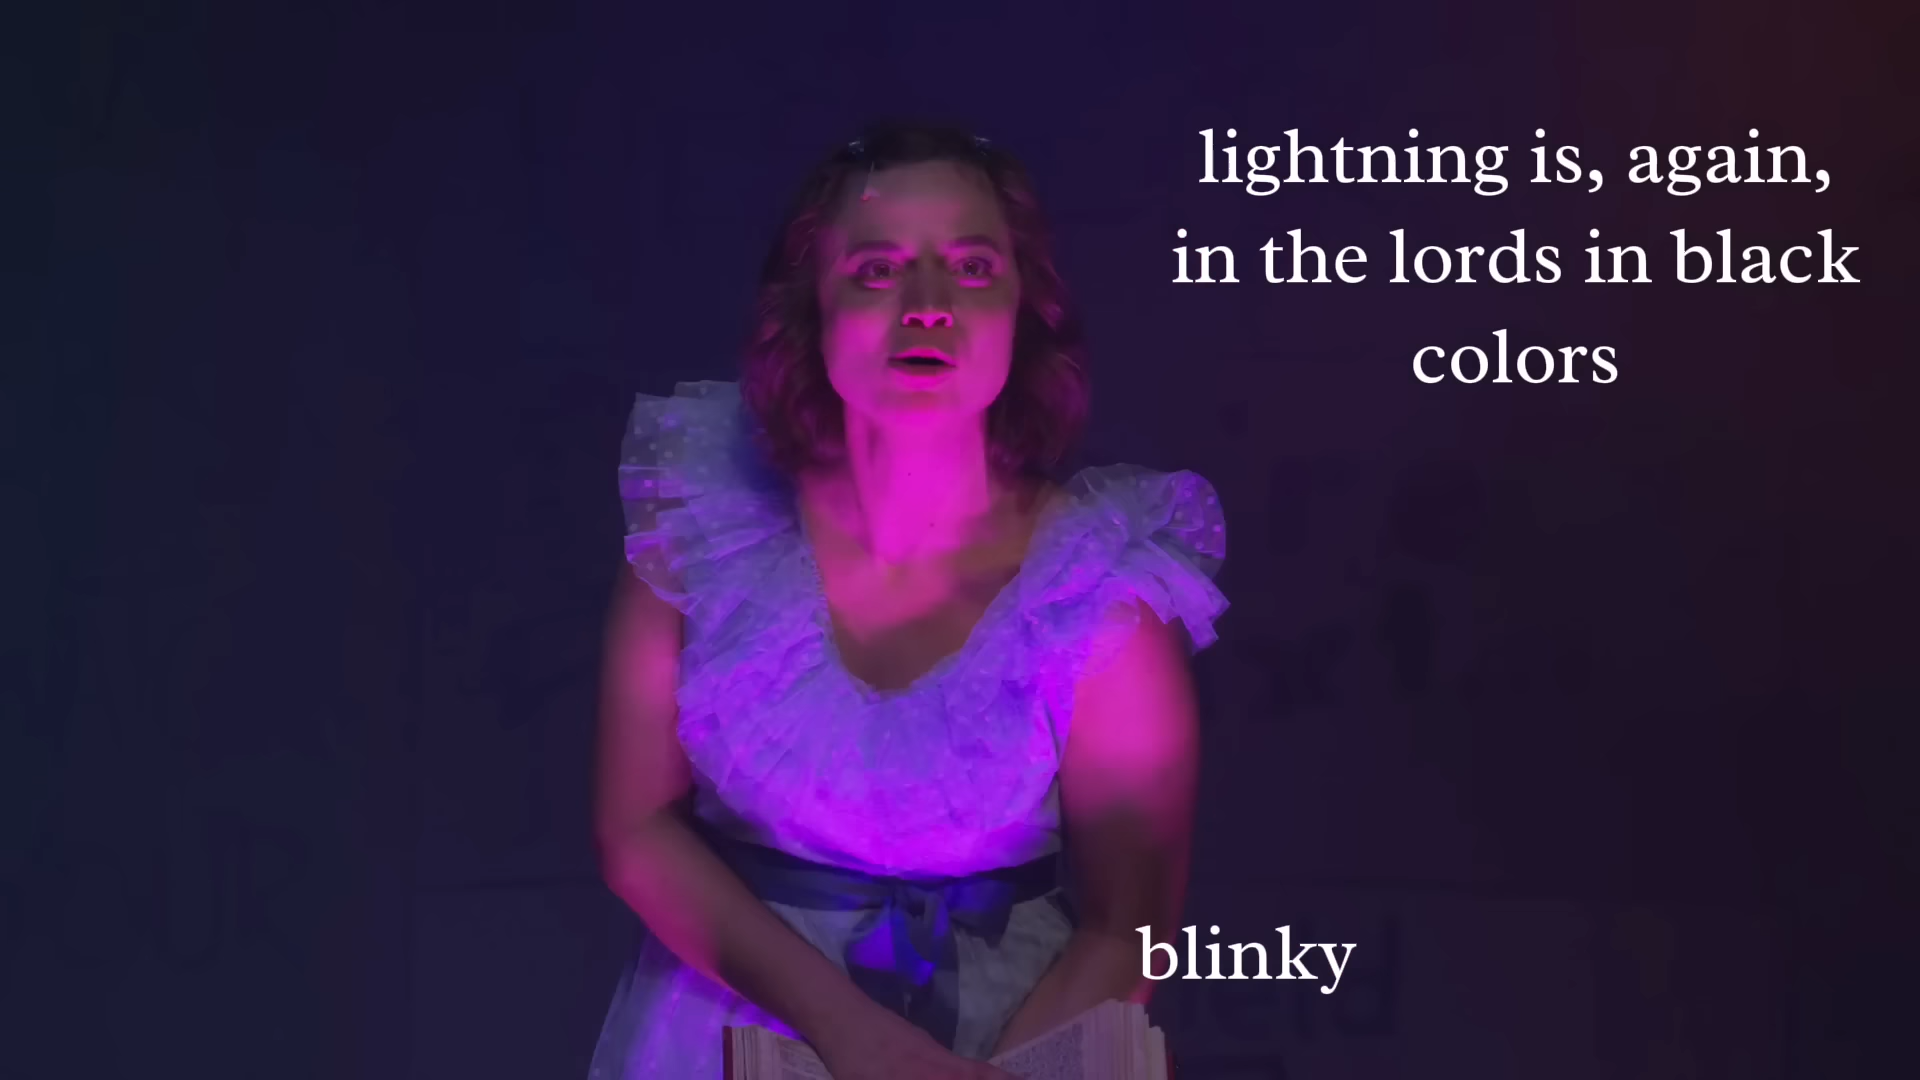 lightning is, again,
in the lords in black
colors
blinky